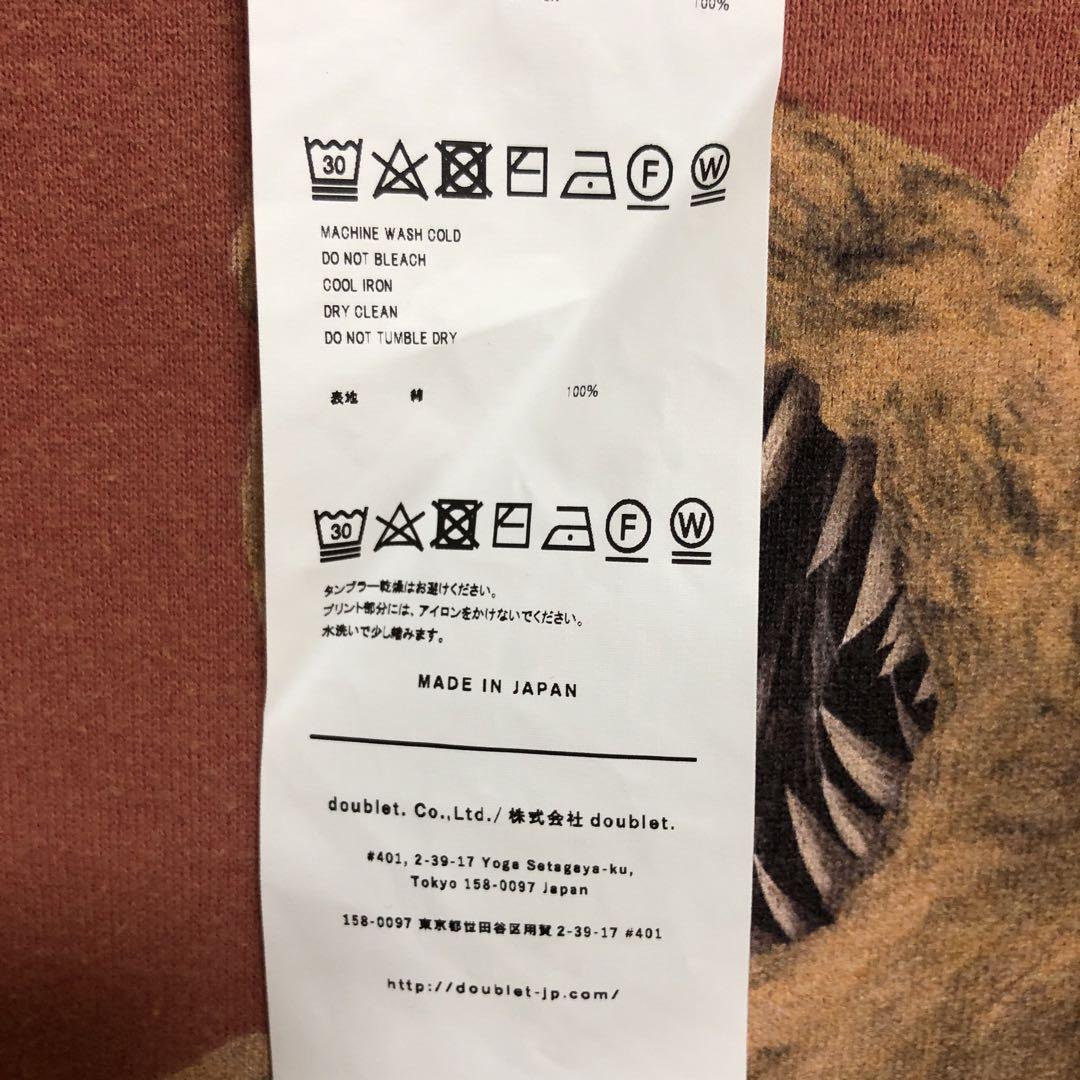 100%
30 F W
MACHINE WASH COLD
DO NOT BLEACH
COOL IRON
DRY CLEAN
DO NOT TUMBLE DRY
表地 綿 100%
30 F W
タンブラー乾燥はお避けください。
プリント部分には、アイロンをかけないでください。
水洗いで少し縮みます。
MADE IN JAPAN
doublet. Co.,Ltd./ 株式会社 doublet.
#401, 2-39-17 Yoga Setagaya-ku,
Tokyo 158-0097 Japan
158-0097 東京都世田谷区用賀 2-39-17 #401
http://doublet-jp.com/